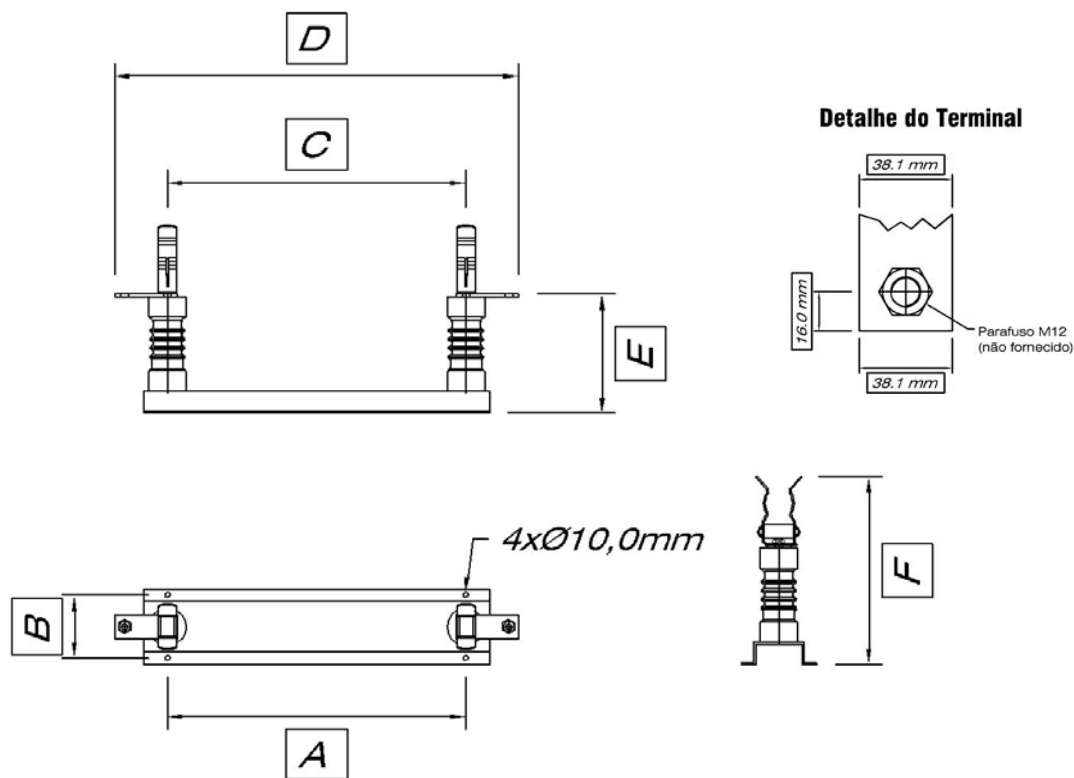 D
C
Detalhe do Terminal
38.1 mm
16.0 mm
Parafuso M12
(não fornecido)
38.1 mm
E
4xØ10,0mm
B
F
A